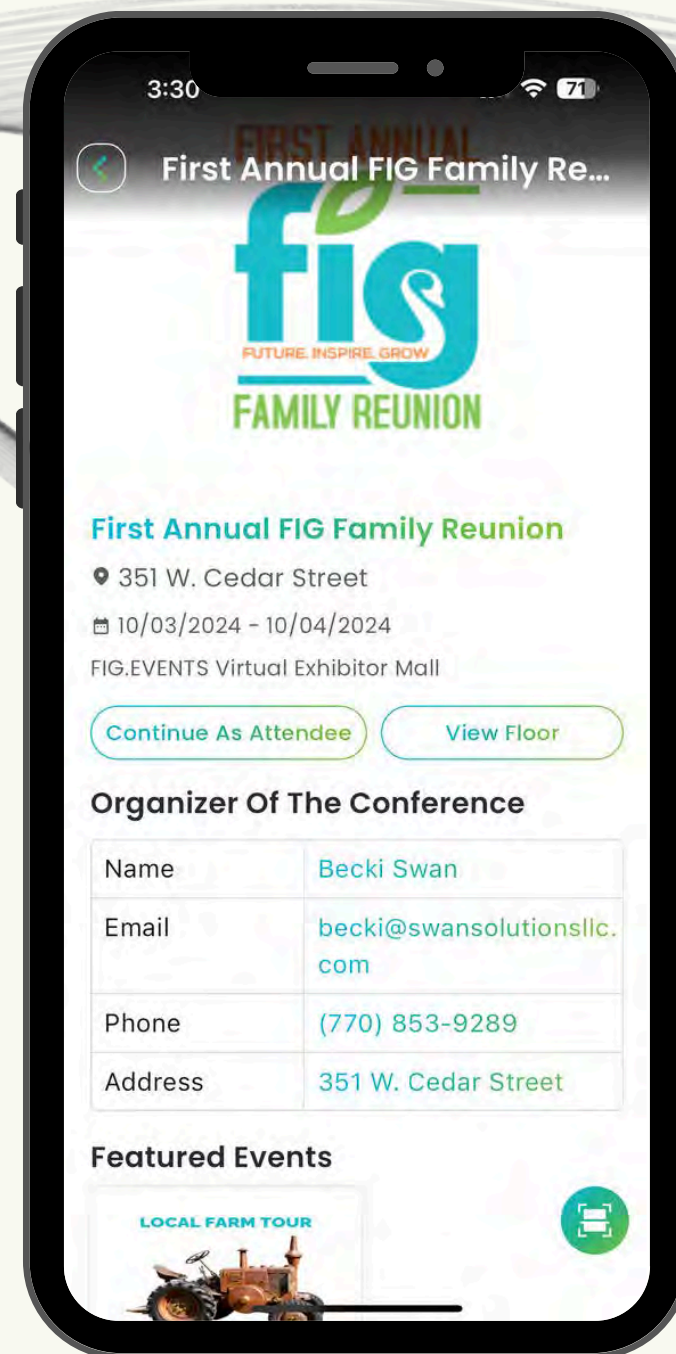 3:30
71
FIRST ANNUAL
First Annual FIG Family Re...
fig
FUTURE. INSPIRE. GROW
FAMILY REUNION
First Annual FIG Family Reunion
351 W. Cedar Street
10/03/2024 - 10/04/2024
FIG.EVENTS Virtual Exhibitor Mall
Continue As Attendee
View Floor
Organizer Of The Conference
Name Becki Swan
Email becki@swansolutionsllc.
com
Phone (770) 853-9289
Address 351 W. Cedar Street
Featured Events
LOCAL FARM TOUR